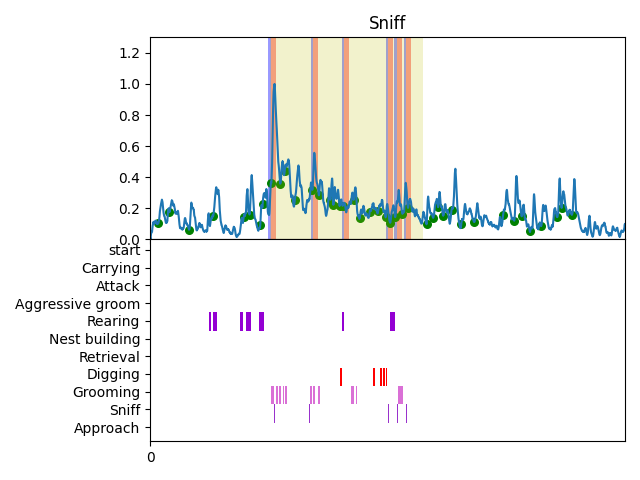 Sniff
1.2
1.0
0.8
0.6
0.4
0.2
0.0
start
Carrying
Attack
Aggressive groom
Rearing
Nest building
Retrieval
Digging
Grooming
Sniff
Approach
0